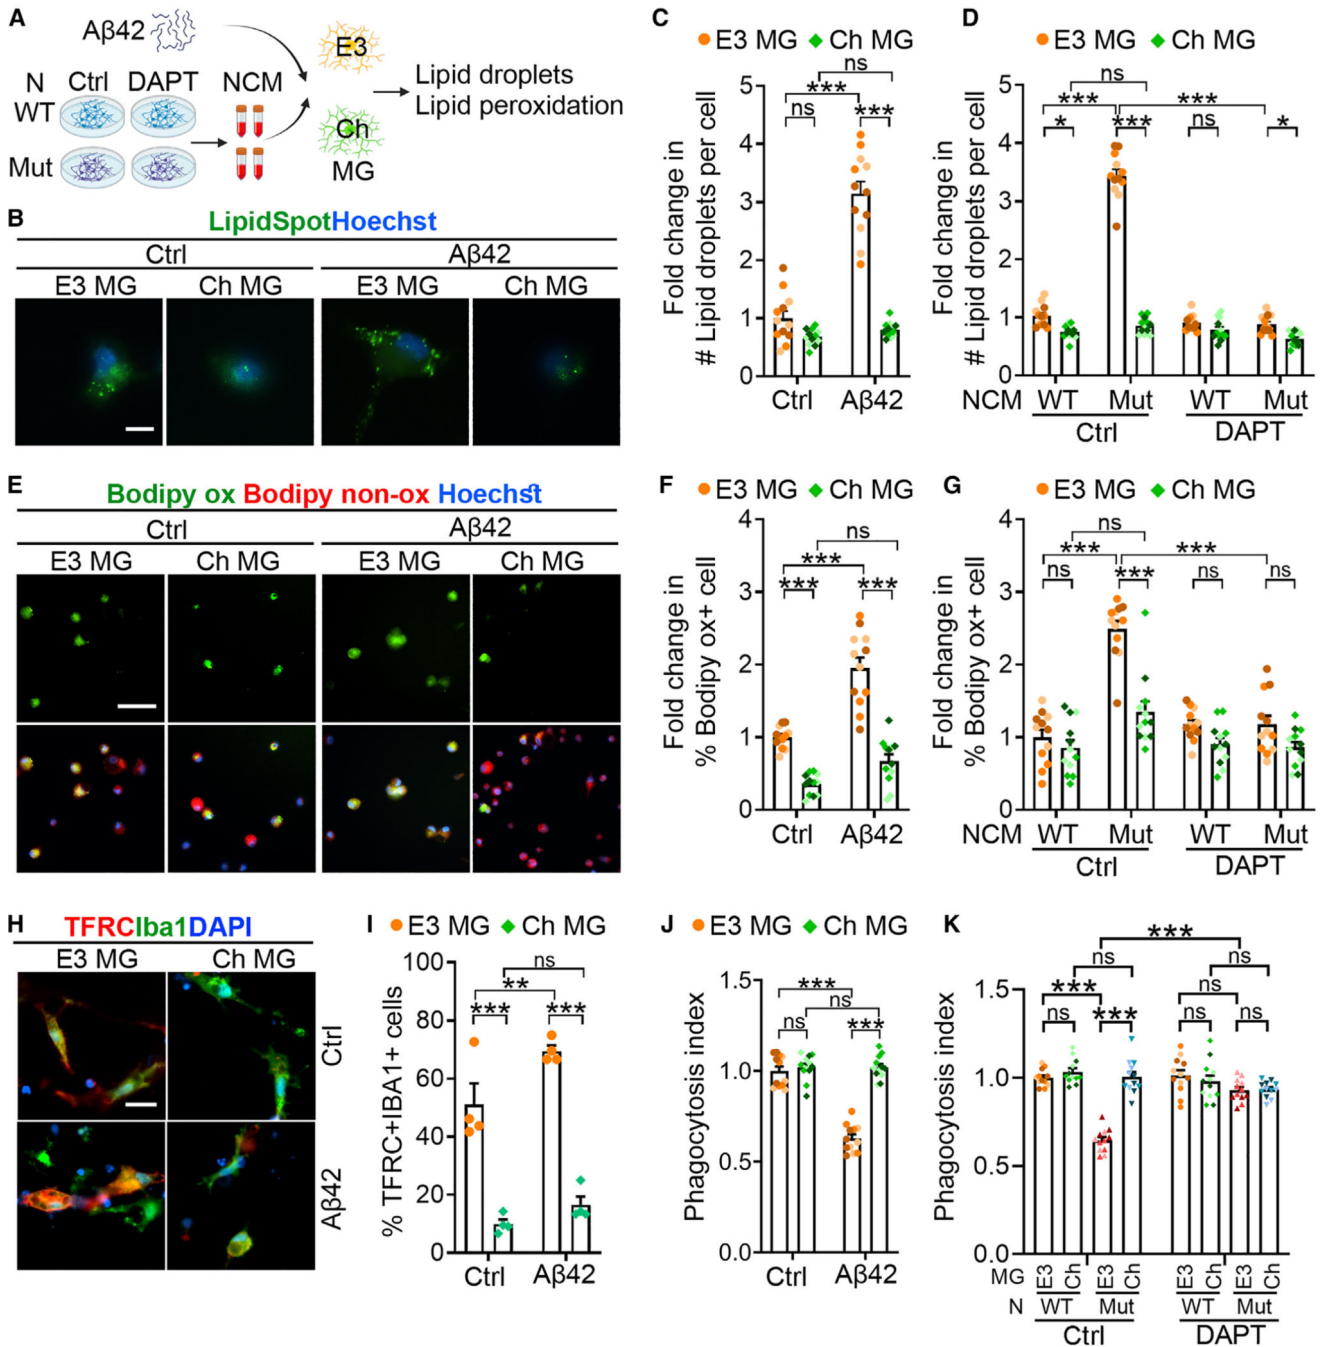 A
Aβ42
N Ctrl DAPT NCM
WT
Mut
E3
Ch
MG
Lipid droplets
Lipid peroxidation
B
LipidSpotHoechst
Ctrl Aβ42
E3 MG Ch MG E3 MG Ch MG
C
E3 MG Ch MG
Fold change in
# Lipid droplets per cell
5
4
3
2
1
0
ns
***
ns ***
Ctrl Aβ42
D
E3 MG Ch MG
Fold change in
# Lipid droplets per cell
5
4
3
2
1
0
ns
*** ***
* *** ns *
NCM WT Mut WT Mut
Ctrl DAPT
E
Bodipy ox Bodipy non-ox Hoechst
Ctrl Aβ42
E3 MG Ch MG E3 MG Ch MG
F
E3 MG Ch MG
Fold change in
% Bodipy ox+ cell
4
3
2
1
0
ns
***
*** ***
Ctrl Aβ42
G
E3 MG Ch MG
Fold change in
% Bodipy ox+ cell
4
3
2
1
0
ns
*** ***
ns *** ns ns
NCM WT Mut WT Mut
Ctrl DAPT
H
TFRCIba1DAPI
E3 MG Ch MG
Ctrl
Aβ42
I
E3 MG Ch MG
% TFRC+IBA1+ cells
100
80
60
40
20
0
ns
**
*** ***
Ctrl Aβ42
J
E3 MG Ch MG
Phagocytosis index
1.5
1.0
0.5
0.0
***
ns
ns ***
Ctrl Aβ42
K
Phagocytosis index
1.5
1.0
0.5
0.0
***
ns ns
*** ns
ns *** ns ns
MG E3 Ch E3 Ch E3 Ch E3 Ch
N WT Mut WT Mut
Ctrl DAPT